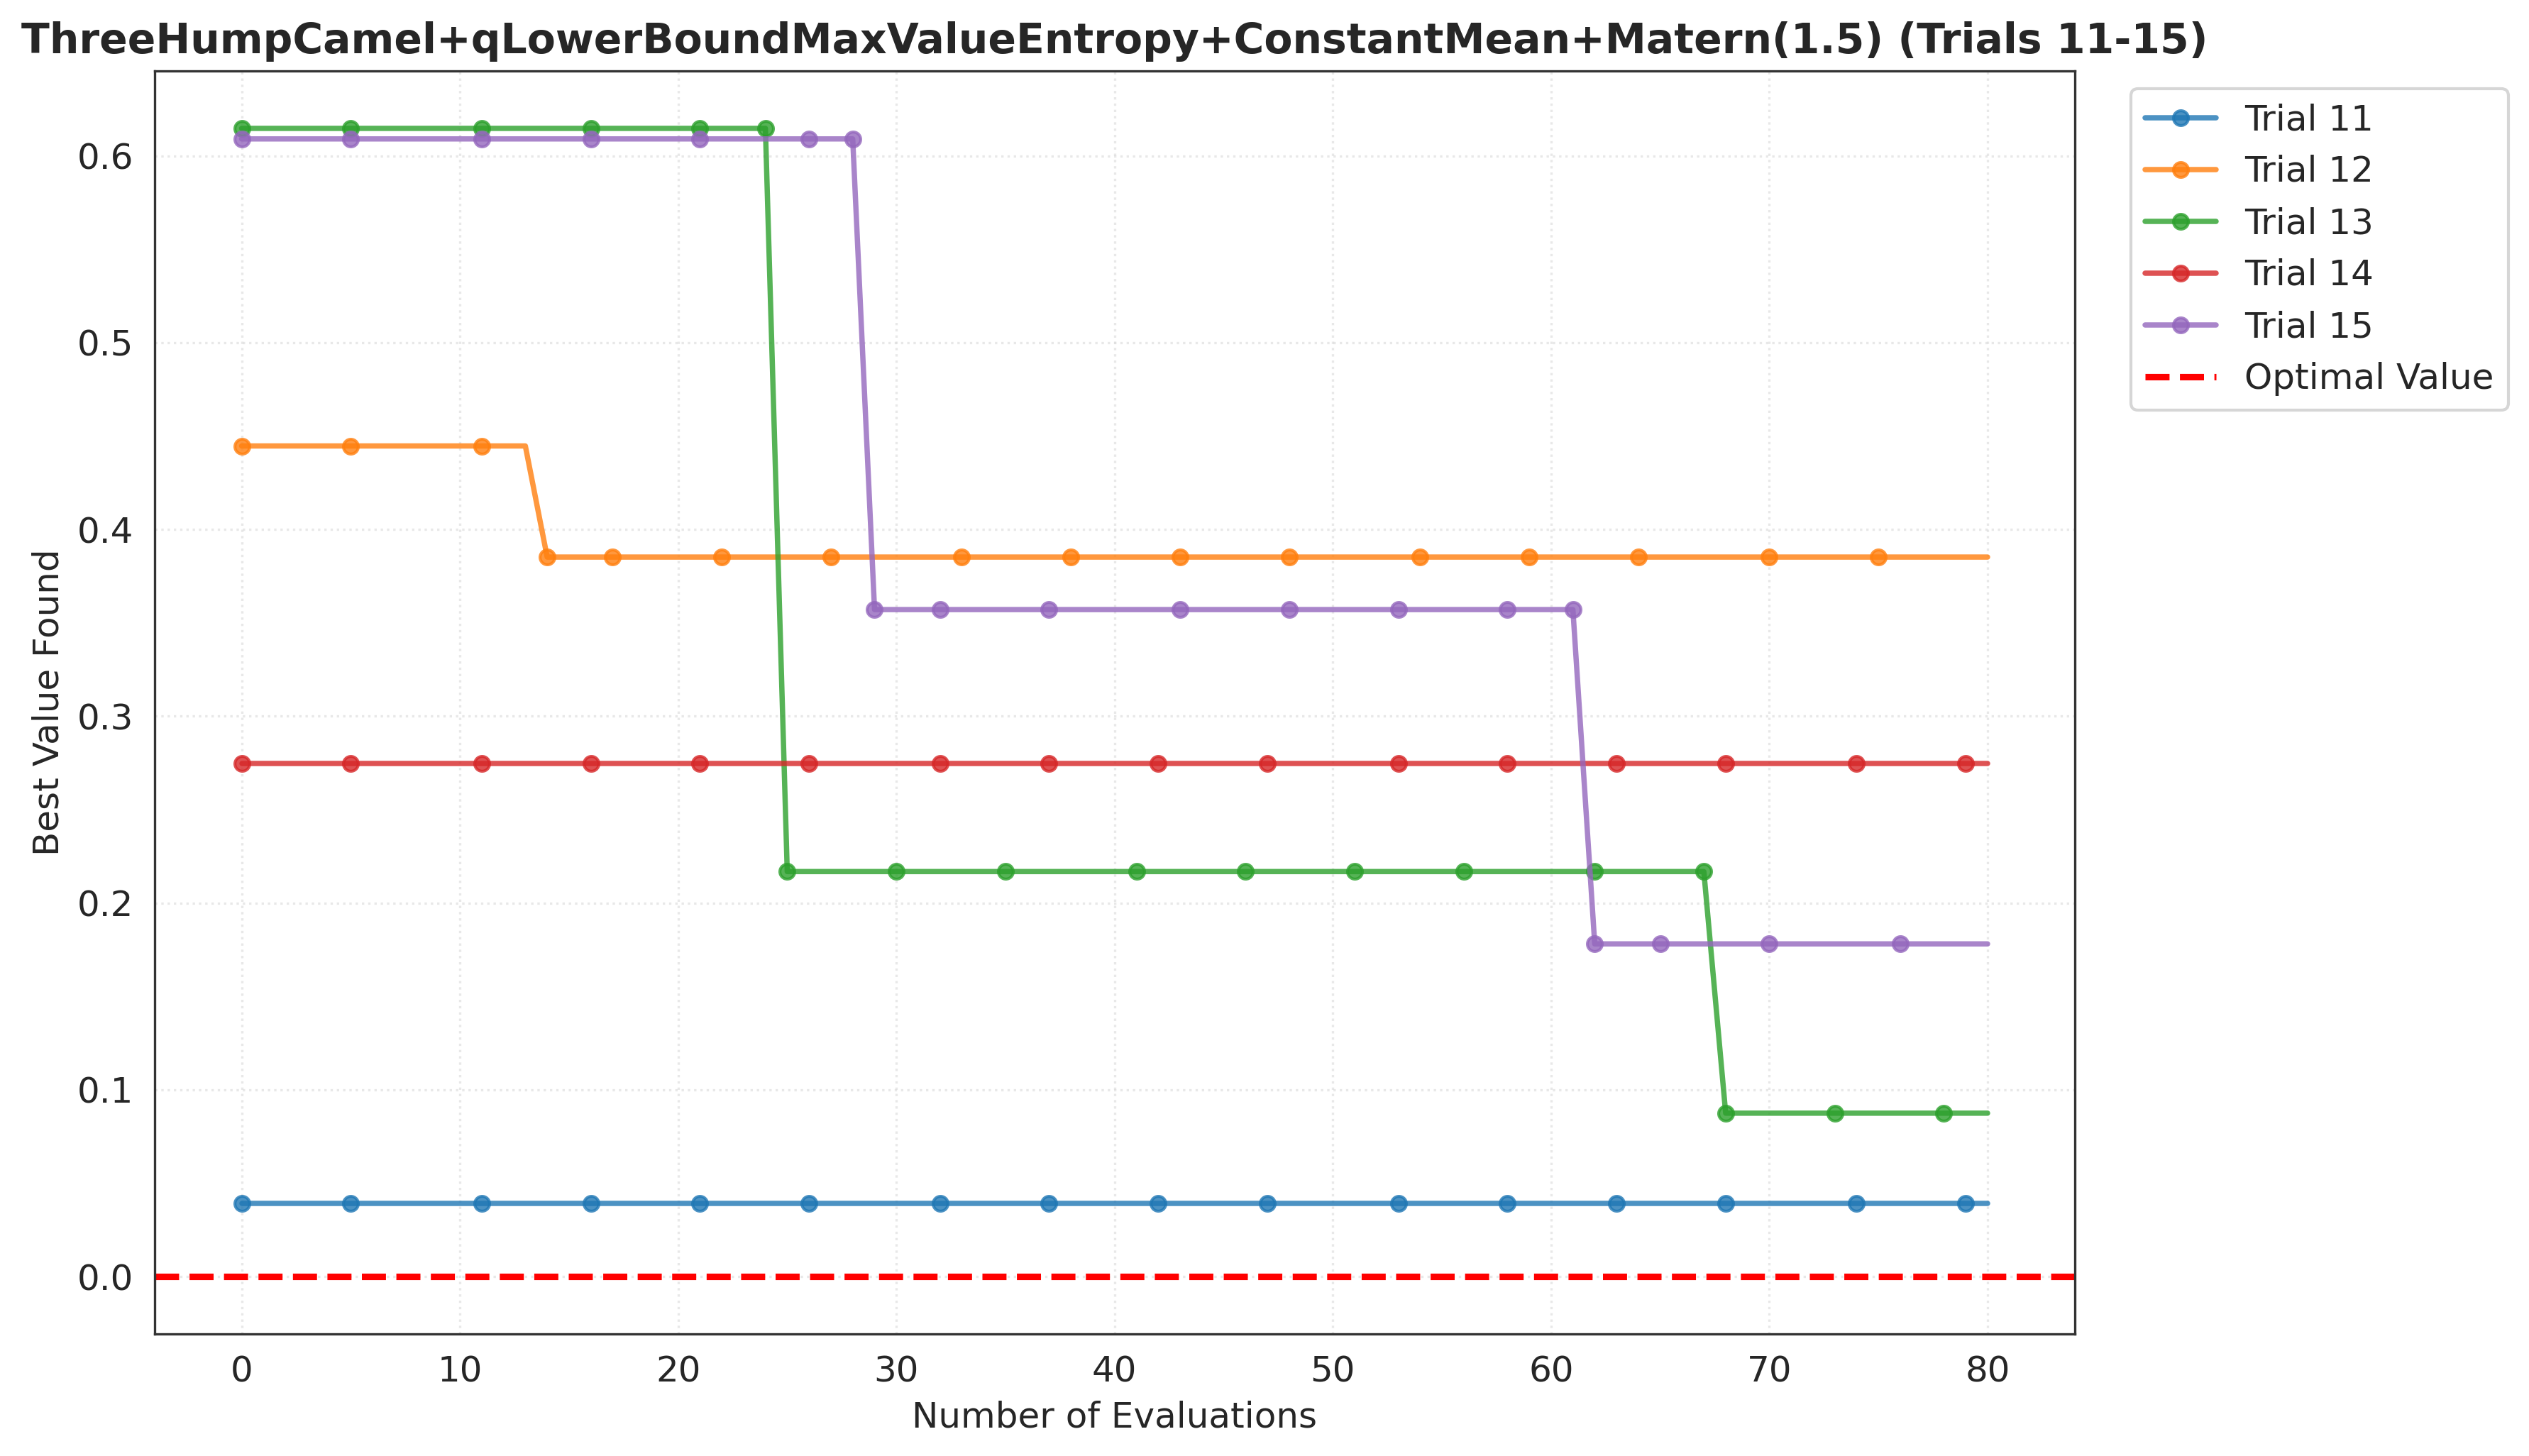 ThreeHumpCamel+qLowerBoundMaxValueEntropy+ConstantMean+Matern(1.5) (Trials 11-15)
Trial 11
Trial 12
Trial 13
Trial 14
Trial 15
Optimal Value
Best Value Found
0.6
0.5
0.4
0.3
0.2
0.1
0.0
0 10 20 30 40 50 60 70 80
Number of Evaluations